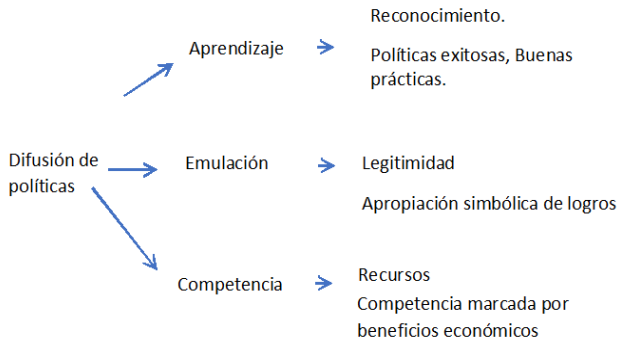 Reconocimiento.
Aprendizaje
Políticas exitosas, Buenas
prácticas.
Difusión de
políticas
Emulación
Legitimidad
Apropiación simbólica de logros
Competencia
Recursos
Competencia marcada por
beneficios económicos